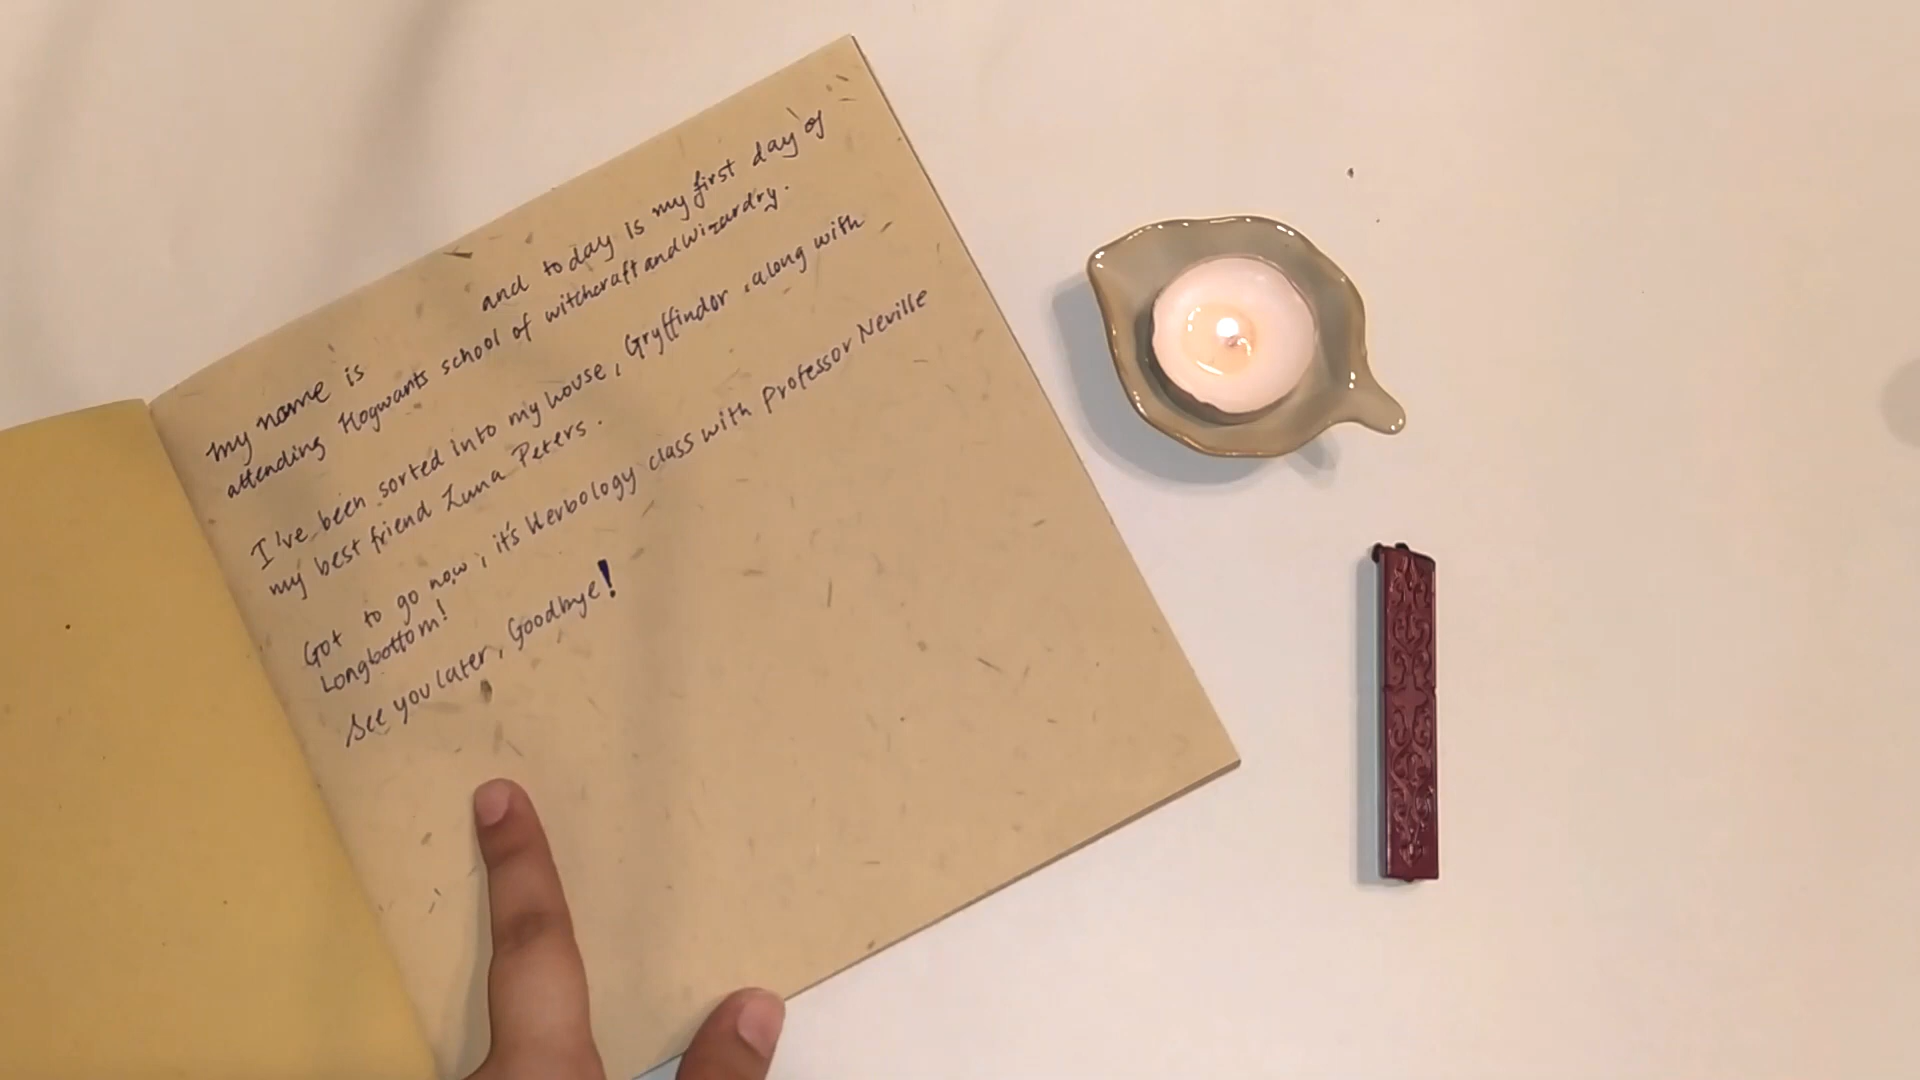 My name is and today is my first day of
attending Hogwarts school of witchcraft and wizardry.
I've been sorted into my house, Gryffindor, along with
my best friend Luna Peters.
Got to go now, it's Herbology class with Professor Neville
Longbottom!
See you later, Goodbye!